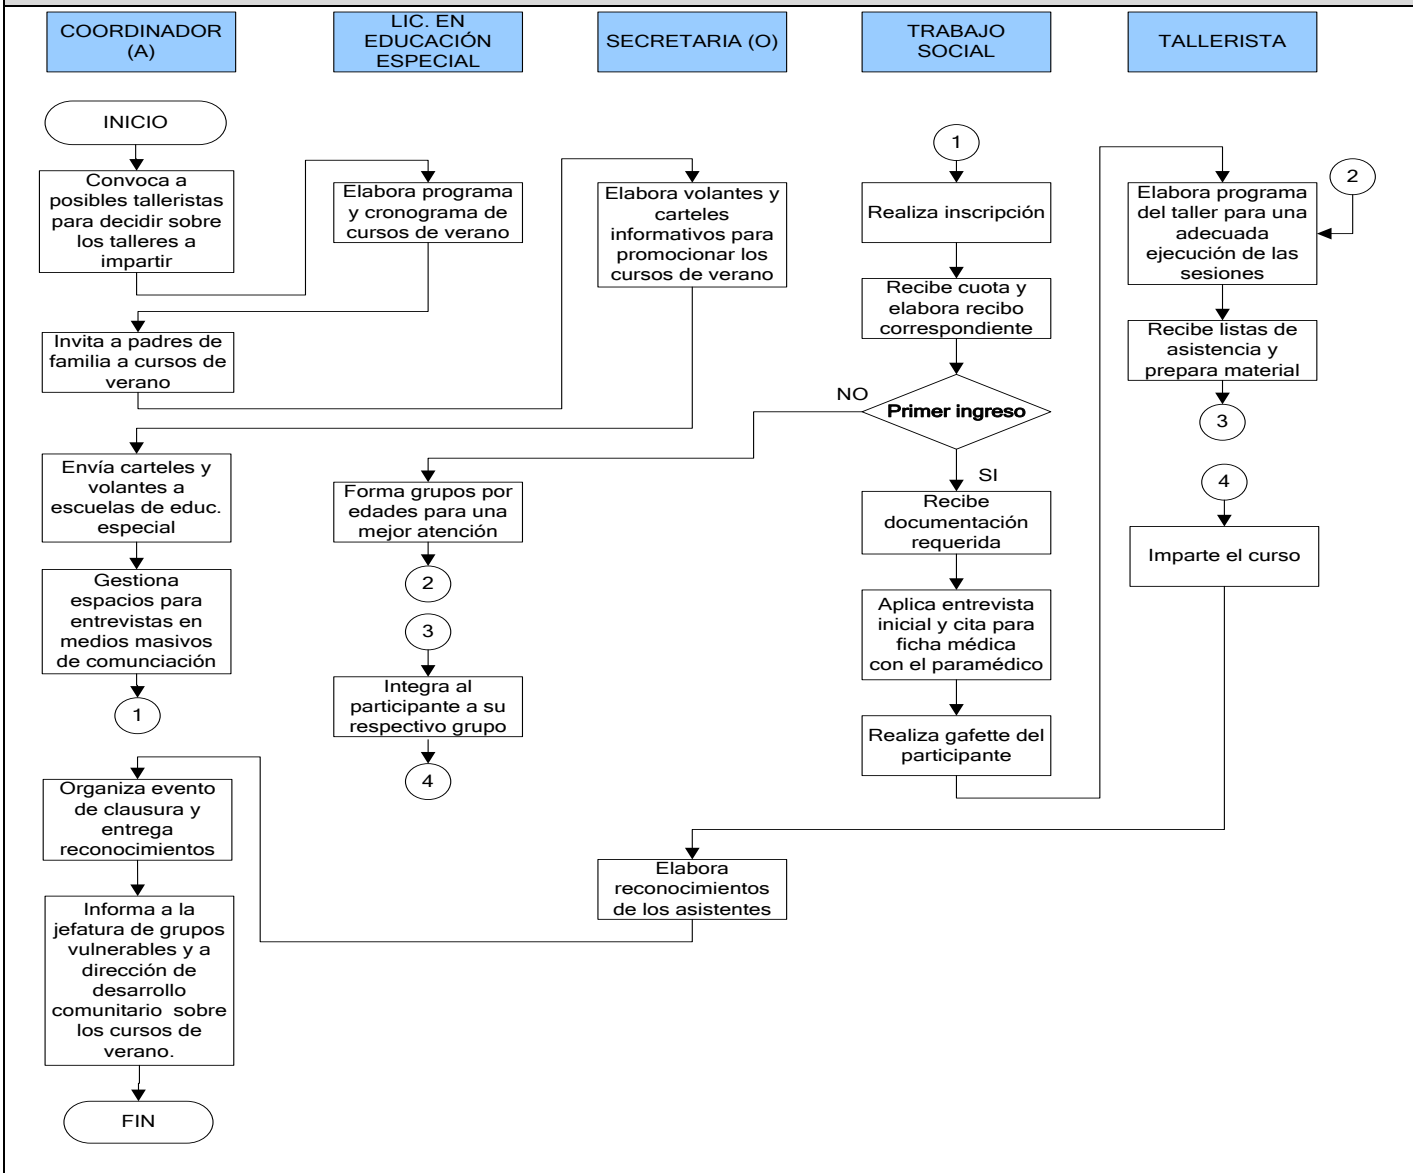 COORDINADOR
(A)
LIC. EN
EDUCACIÓN
ESPECIAL
SECRETARIA (O)
TRABAJO
SOCIAL
TALLERISTA
INICIO
Convoca a
posibles talleristas
para decidir sobre
los talleres a
impartir
Invita a padres de
familia a cursos de
verano
Envía carteles y
volantes a
escuelas de educ.
especial
Gestiona
espacios para
entrevistas en
medios masivos
de comunciación
1
Organiza evento
de clausura y
entrega
reconocimientos
Informa a la
jefatura de grupos
vulnerables y a
dirección de
desarrollo
comunitario sobre
los cursos de
verano.
FIN
Elabora programa
y cronograma de
cursos de verano
Forma grupos por
edades para una
mejor atención
2
3
Integra al
participante a su
respectivo grupo
4
Elabora volantes y
carteles
informativos para
promocionar los
cursos de verano
Elabora
reconocimientos
de los asistentes
1
Realiza inscripción
Recibe cuota y
elabora recibo
correspondiente
Primer ingreso
NO
SI
Recibe
documentación
requerida
Aplica entrevista
inicial y cita para
ficha médica
con el paramédico
Realiza gafette del
participante
2
Elabora programa
del taller para una
adecuada
ejecución de las
sesiones
Recibe listas de
asistencia y
prepara material
3
4
Imparte el curso